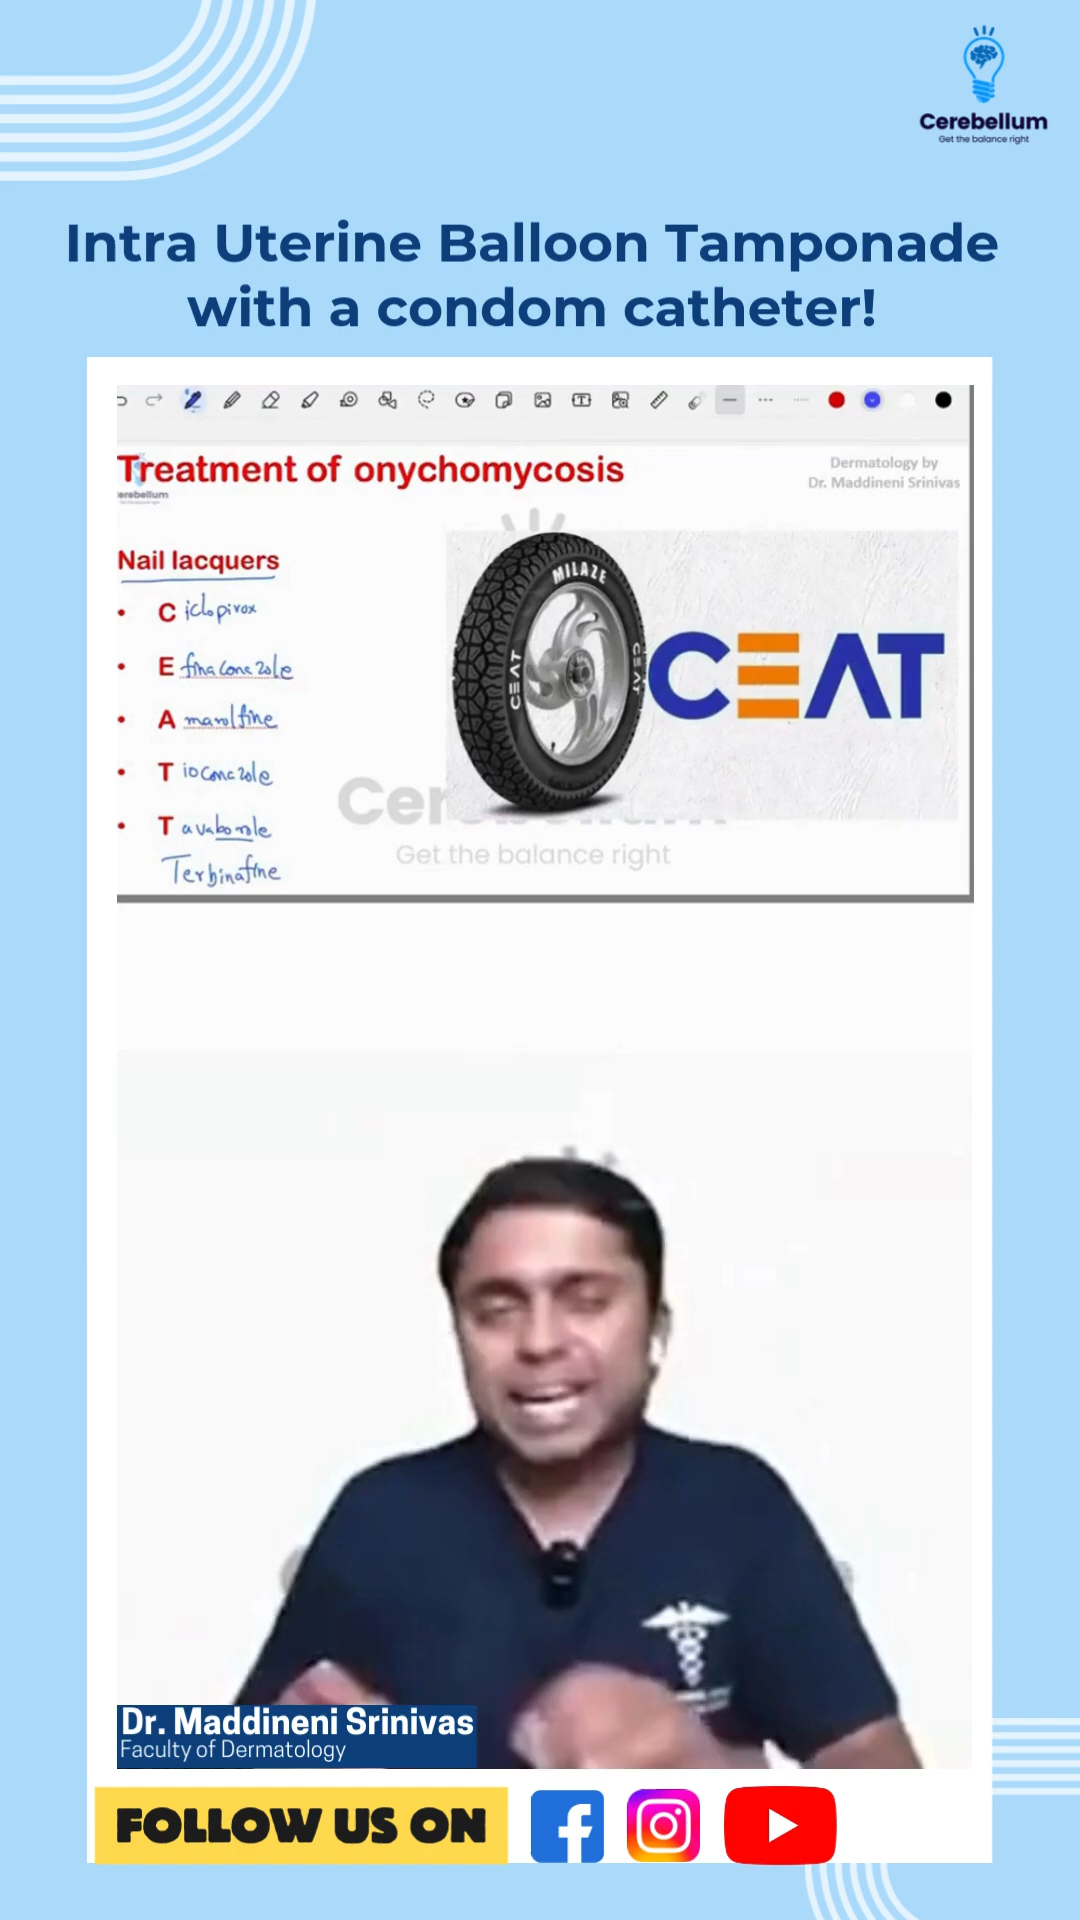 Cerebellum
Get the balance right
Intra Uterine Balloon Tamponade
with a condom catheter!
Treatment of onychomycosis
erebellum
Dermatology by
Dr. Maddineni Srinivas
Nail lacquers
• C iclopirox
• E finaconazole
• A morolfine
• T ioconazole
• T avaborole
Terbinafine
MILAZE
CEAT
CEAT
CEAT
Get the balance right
Dr. Maddineni Srinivas
Faculty of Dermatology
FOLLOW US ON